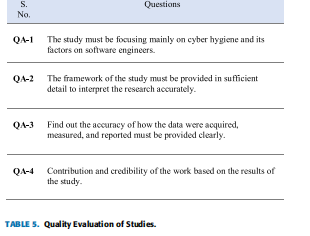 S.
No.
Questions
QA-1 The study must be focusing mainly on cyber hygiene and its
factors on software engineers.
QA-2 The framework of the study must be provided in sufficient
detail to interpret the research accurately.
QA-3 Find out the accuracy of how the data were acquired,
measured, and reported must be provided clearly.
QA-4 Contribution and credibility of the work based on the results of
the study.
TABLE 5. Quality Evaluation of Studies.